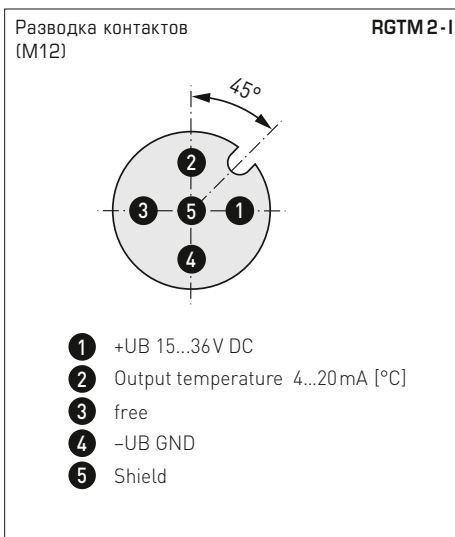 Разводка контактов RGTM 2 - I
(M12)
45°
2
3 5 1
4
1 +UB 15...36 V DC
2 Output temperature 4...20 mA [°C]
3 free
4 –UB GND
5 Shield